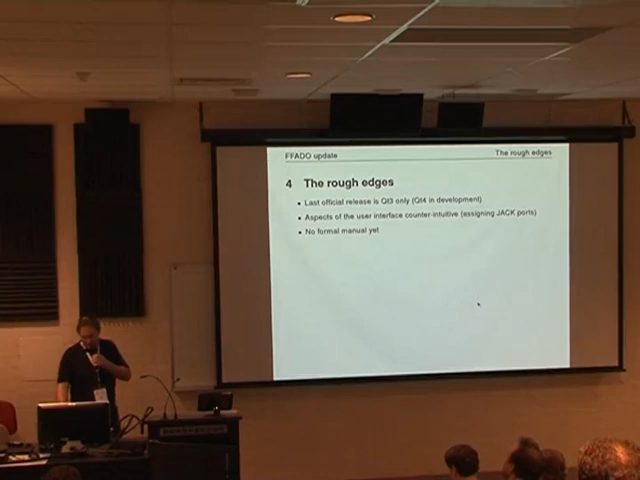 FFADO update
The rough edges
4 The rough edges
• Last official release is Qt3 only (Qt4 in development)
• Aspects of the user interface counter-intuitive (assigning JACK ports)
• No formal manual yet